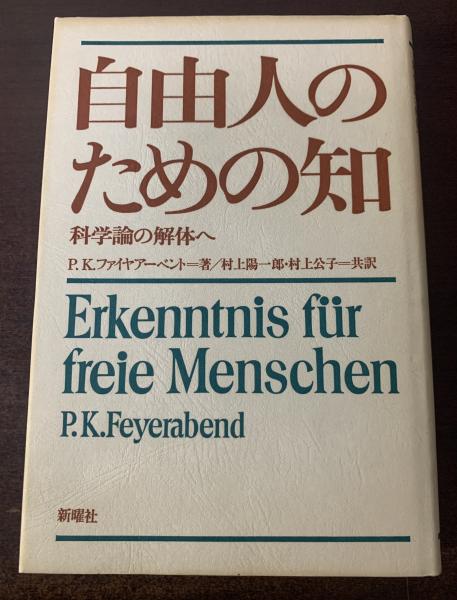 自由人の
ための知
科学論の解体へ
P.K.ファイヤアーベント=著/村上陽一郎・村上公子=共訳
Erkenntnis für
freie Menschen
P.K.Feyerabend
新曜社